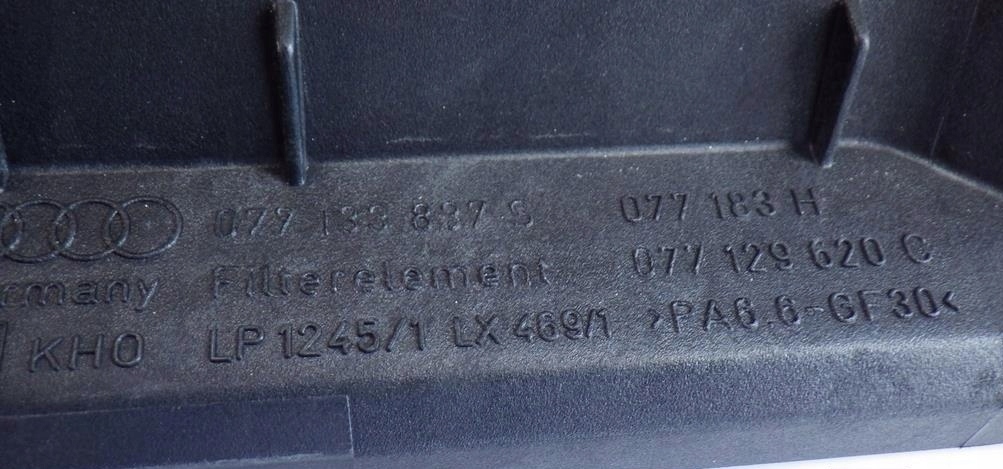 077 133 837 S 077 183 H
rmany Filterelement 077 129 620 C
KHO LP 1245/1 LX 469/1 >PA6.6-GF30<